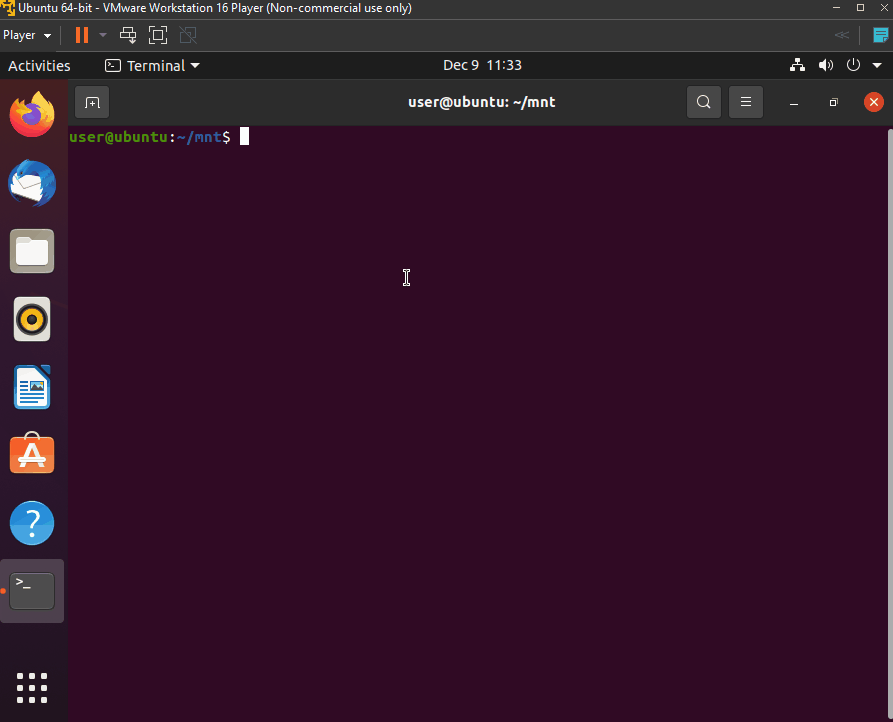 Ubuntu 64-bit - VMware Workstation 16 Player (Non-commercial use only)
Player
Activities
Terminal
Dec 9 11:33
user@ubuntu: ~/mnt
user@ubuntu:~/mnt$